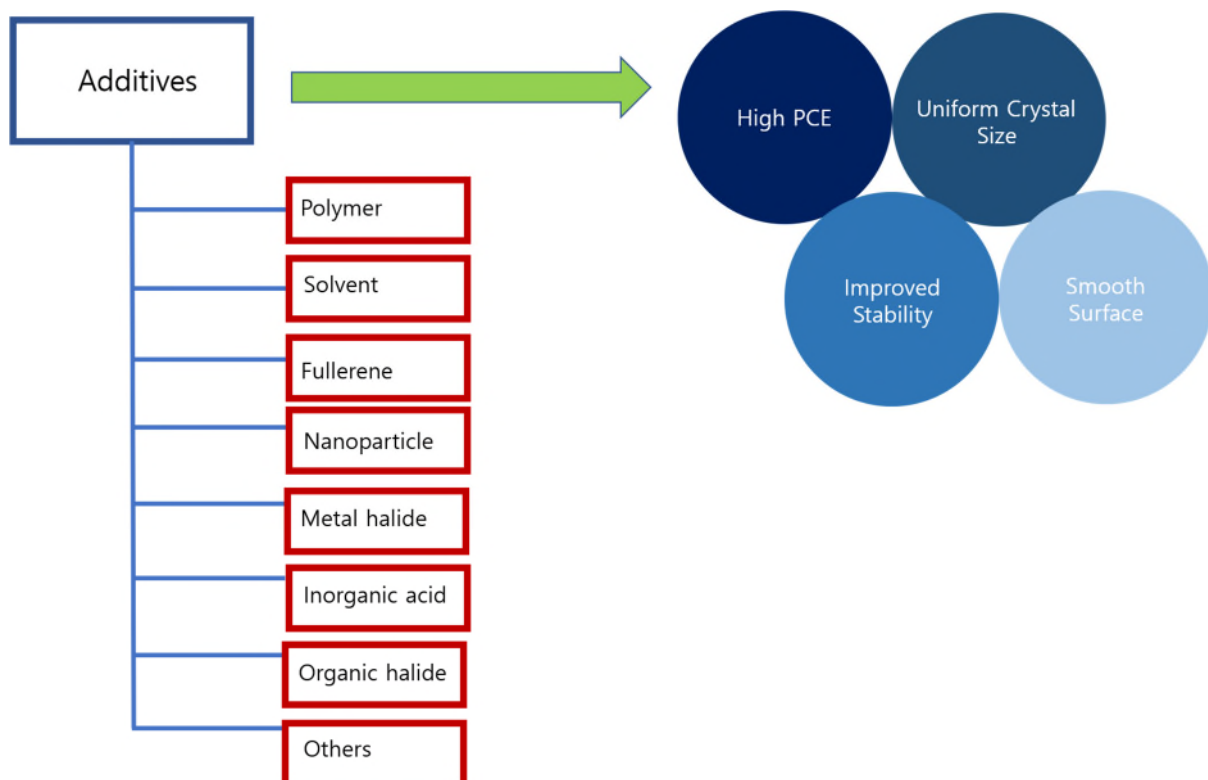 Additives
Polymer
Solvent
Fullerene
Nanoparticle
Metal halide
Inorganic acid
Organic halide
Others
High PCE
Uniform Crystal
Size
Improved
Stability
Smooth
Surface